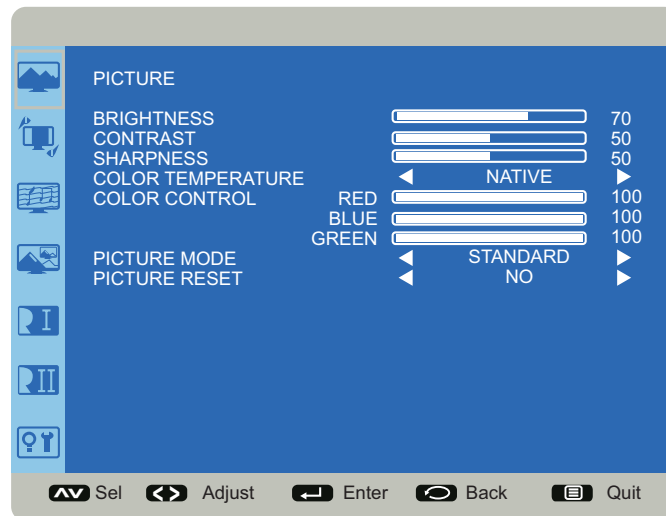 PICTURE
BRIGHTNESS 70
CONTRAST 50
SHARPNESS 50
COLOR TEMPERATURE NATIVE
COLOR CONTROL RED 100
BLUE 100
GREEN 100
PICTURE MODE STANDARD
PICTURE RESET NO
I
II
Sel Adjust Enter Back Quit